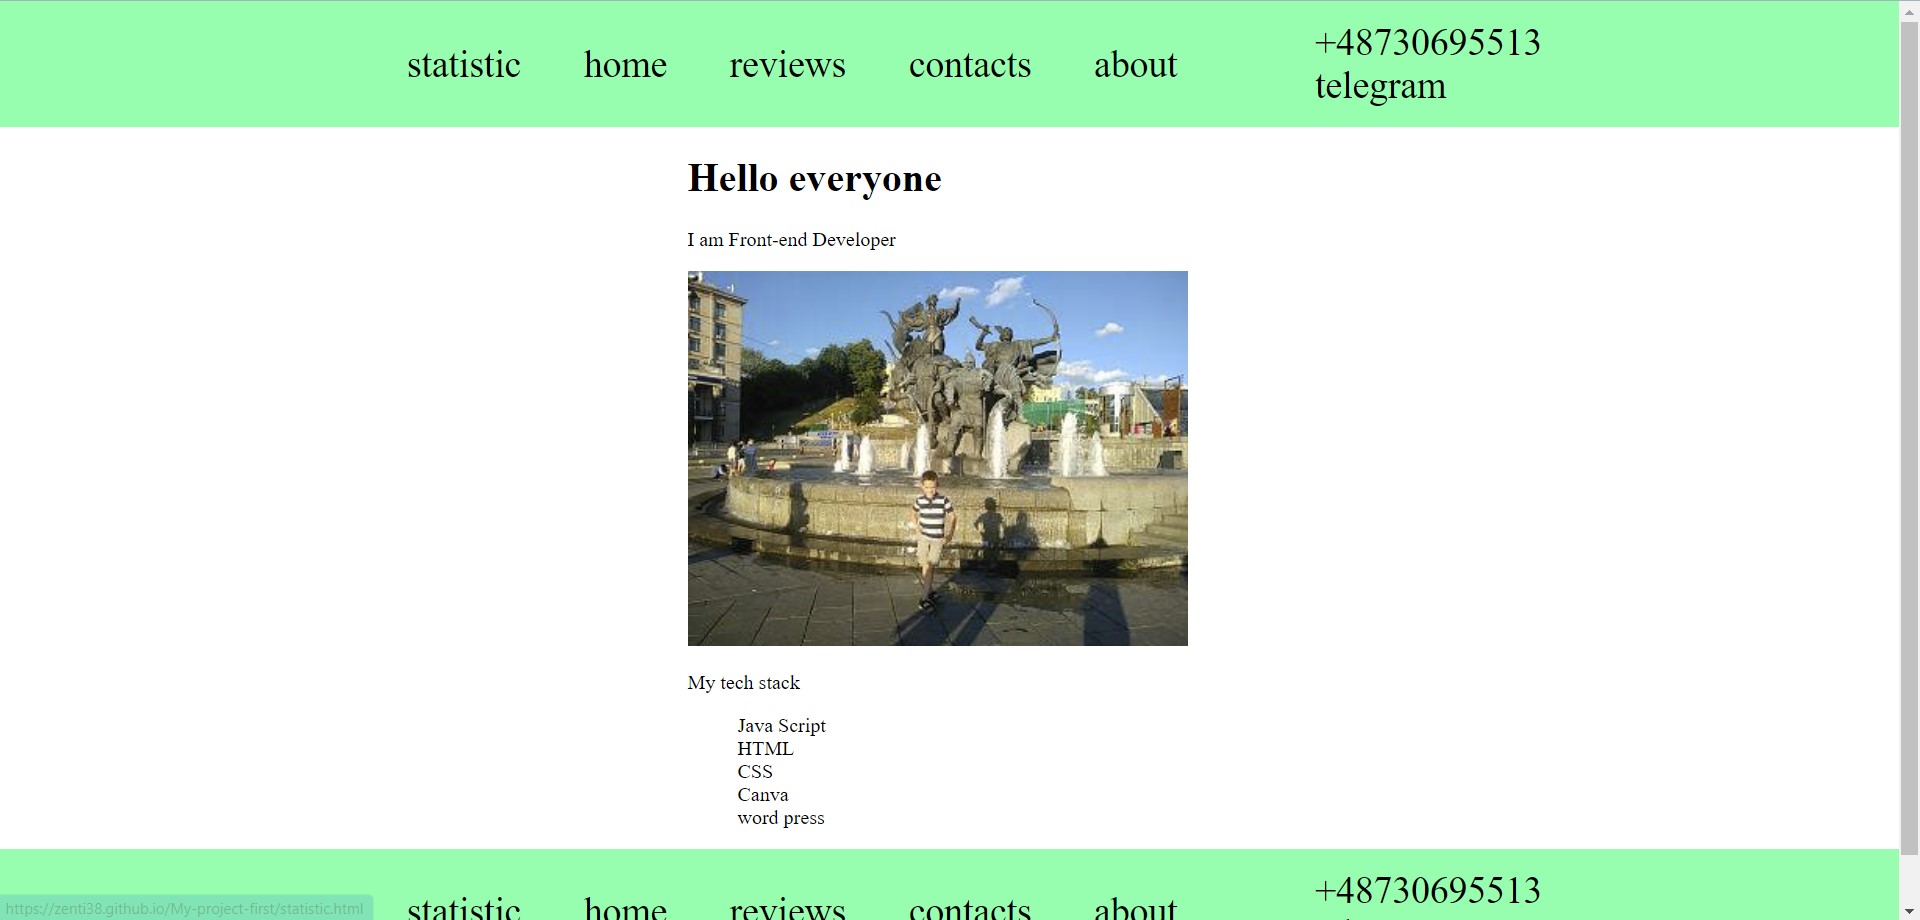 statistic home reviews contacts about +48730695513
telegram
Hello everyone
I am Front-end Developer
My tech stack
Java Script
HTML
CSS
Canva
word press
statistic home reviews contacts about +48730695513
https://zenti38.github.io/My-project-first/statistic.html